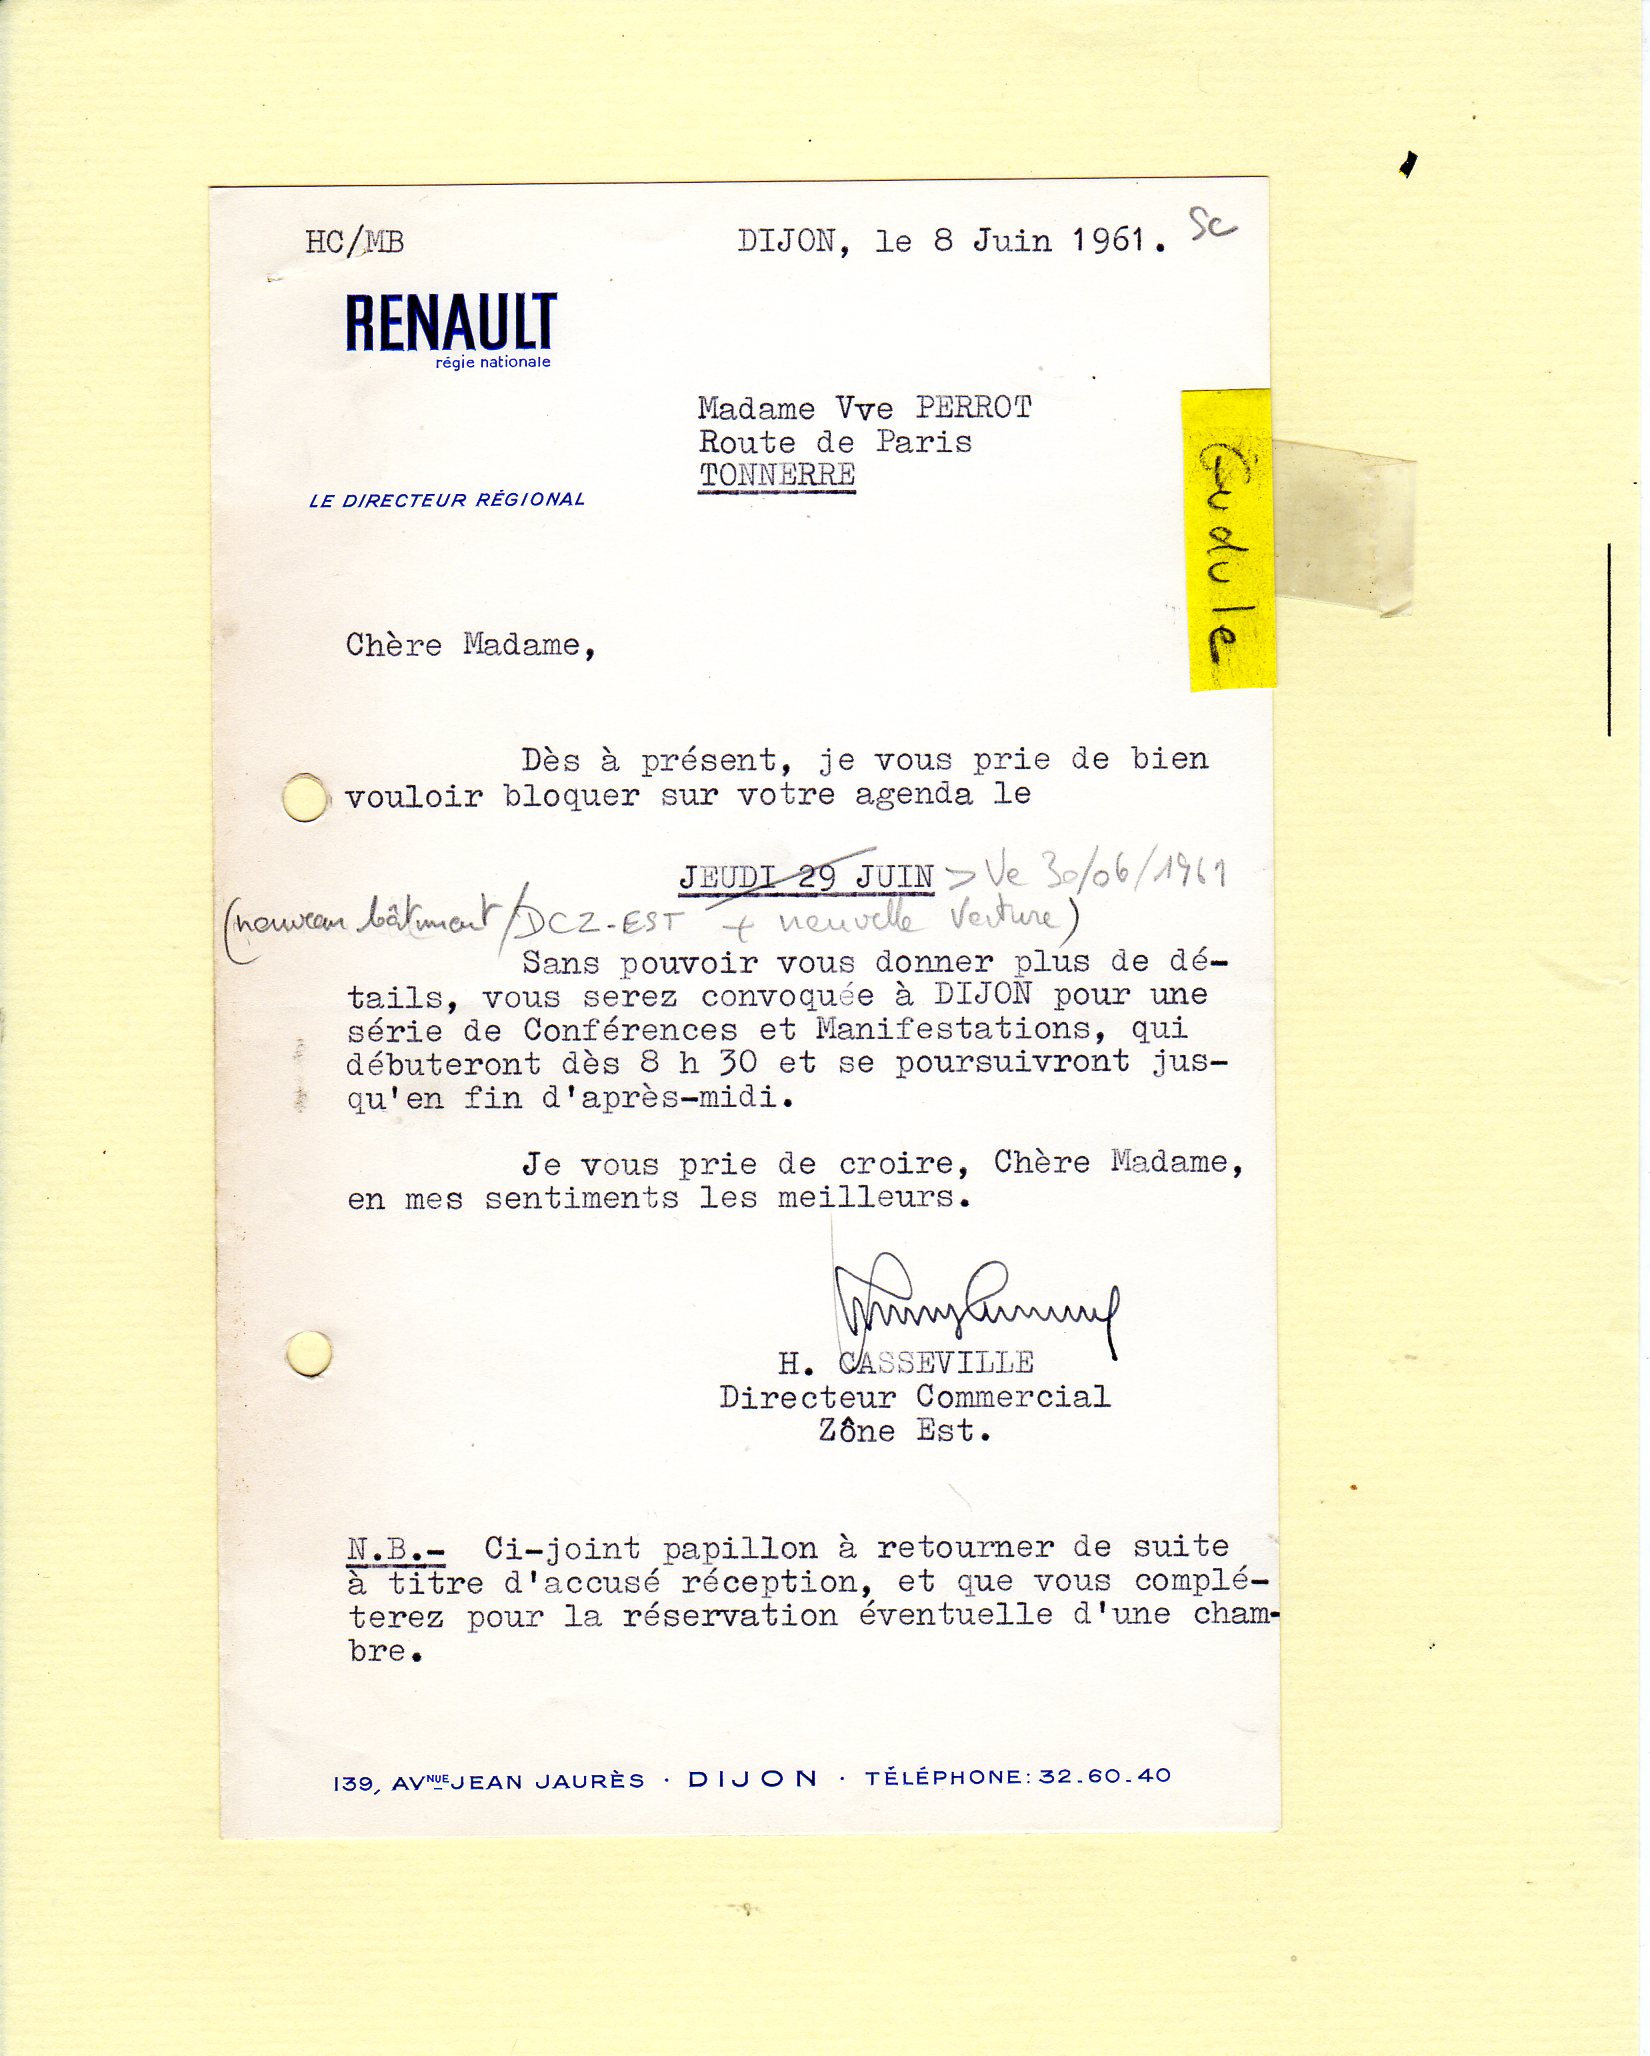 HC/MB
DIJON, le 8 Juin 1961.
Sc
RENAULT
régie nationale
Madame Vve PERROT
Route de Paris
TONNERRE
LE DIRECTEUR RÉGIONAL
Gudule
Chère Madame,
Dès à présent, je vous prie de bien
vouloir bloquer sur votre agenda le
JEUDI 29 JUIN > Ve 30/06/1961
(nouveau bâtiment/DCZ-EST + nouvelle voiture)
Sans pouvoir vous donner plus de dé-
tails, vous serez convoquée à DIJON pour une
série de Conférences et Manifestations, qui
débuteront dès 8 h 30 et se poursuivront jus-
qu'en fin d'après-midi.
Je vous prie de croire, Chère Madame,
en mes sentiments les meilleurs.
H. CASSEVILLE
Directeur Commercial
Zône Est.
N.B.- Ci-joint papillon à retourner de suite
à titre d'accusé réception, et que vous complé-
terez pour la réservation éventuelle d'une cham-
bre.
139, AVNUE JEAN JAURÈS · DIJON · TÉLÉPHONE: 32.60.40